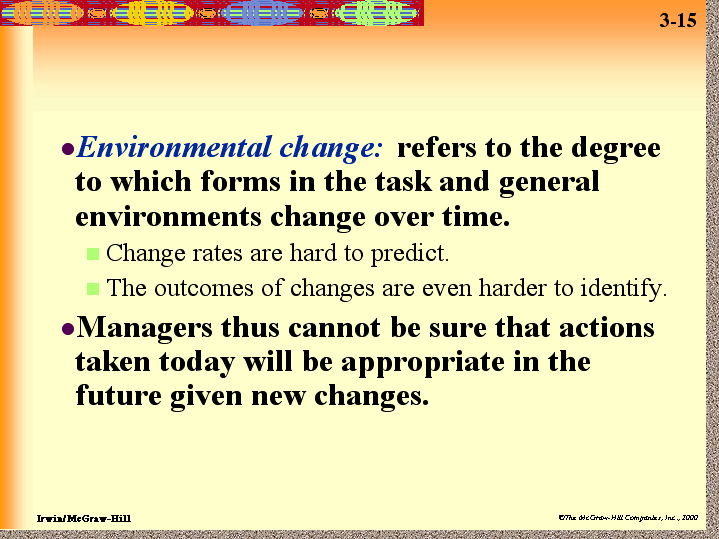 3-15
●Environmental change: refers to the degree
to which forms in the task and general
environments change over time.
■ Change rates are hard to predict.
■ The outcomes of changes are even harder to identify.
●Managers thus cannot be sure that actions
taken today will be appropriate in the
future given new changes.
Irwin/McGraw-Hill
©The McGraw-Hill Companies, Inc., 2000